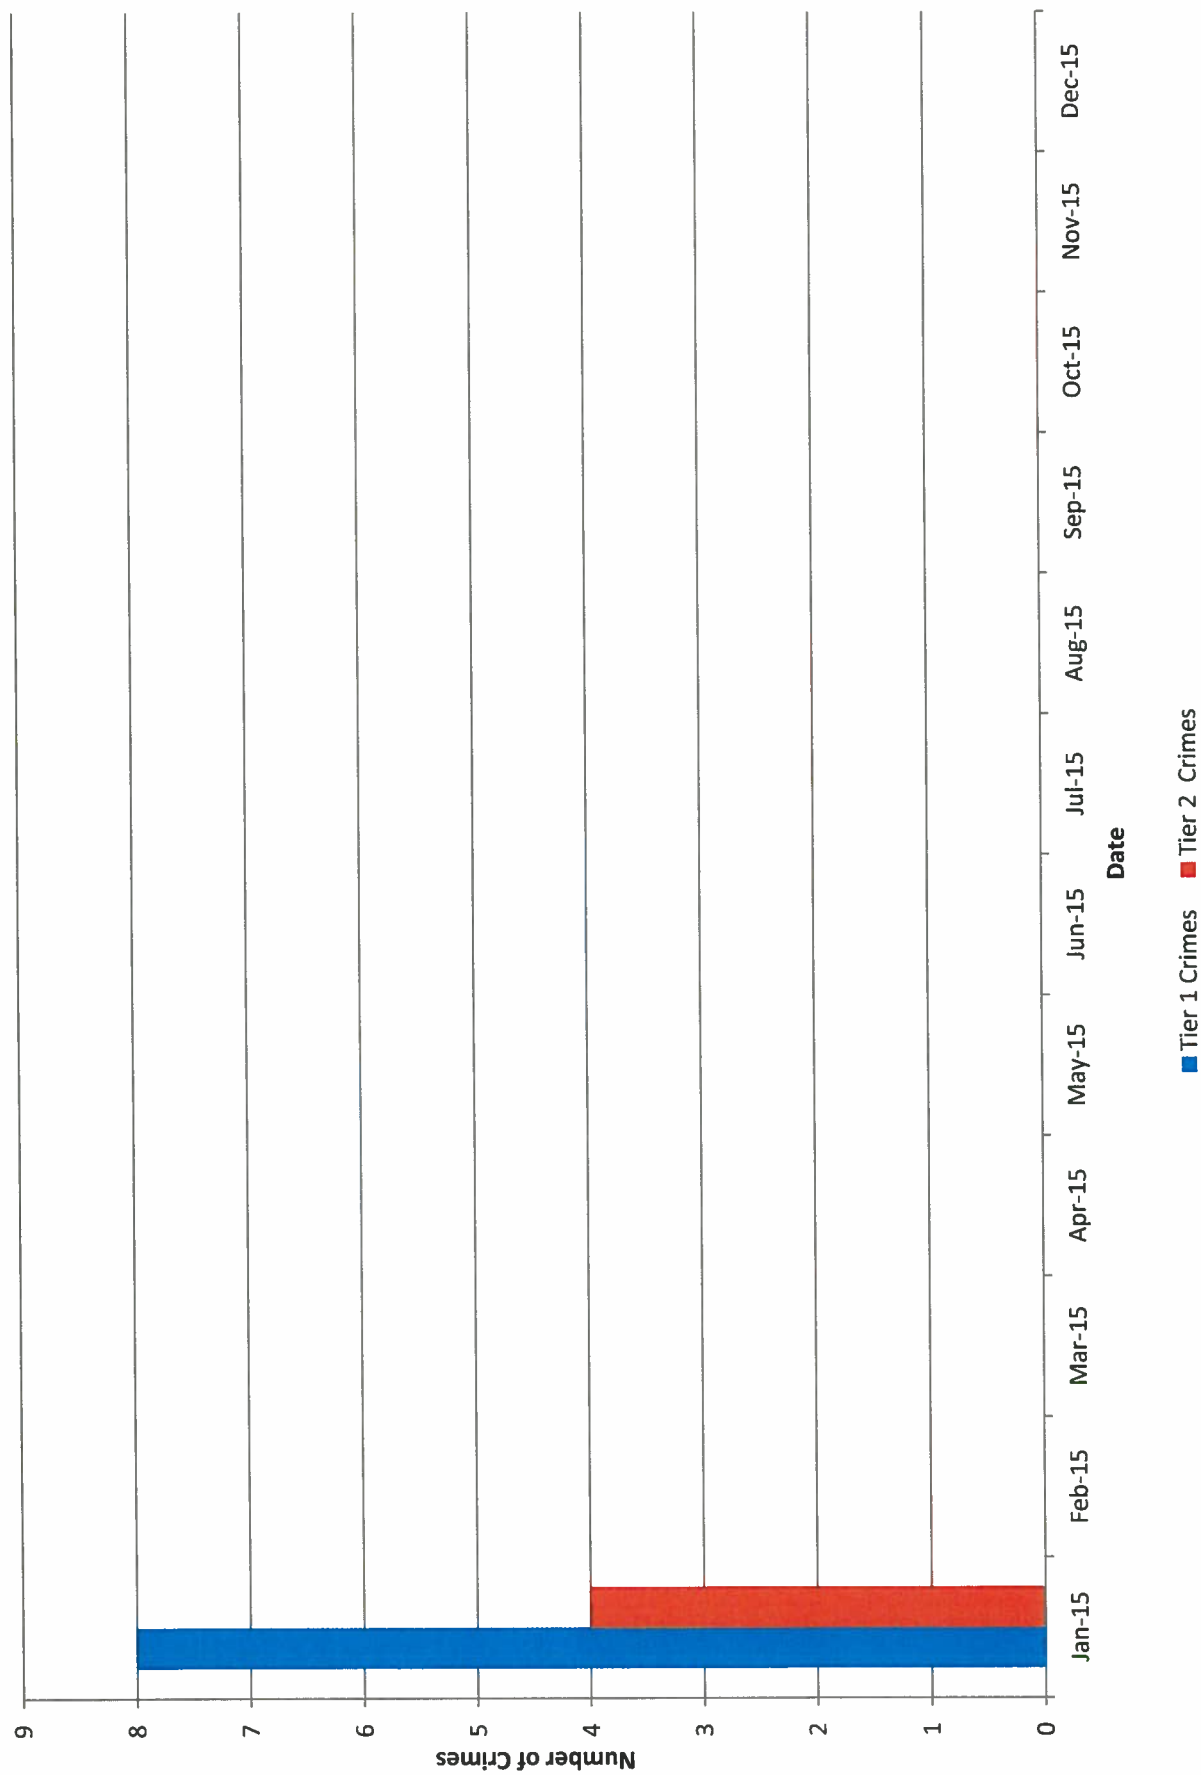 Number of Crimes
9
8
7
6
5
4
3
2
1
0
Jan-15 Feb-15 Mar-15 Apr-15 May-15 Jun-15 Jul-15 Aug-15 Sep-15 Oct-15 Nov-15 Dec-15
Date
Tier 1 Crimes Tier 2 Crimes